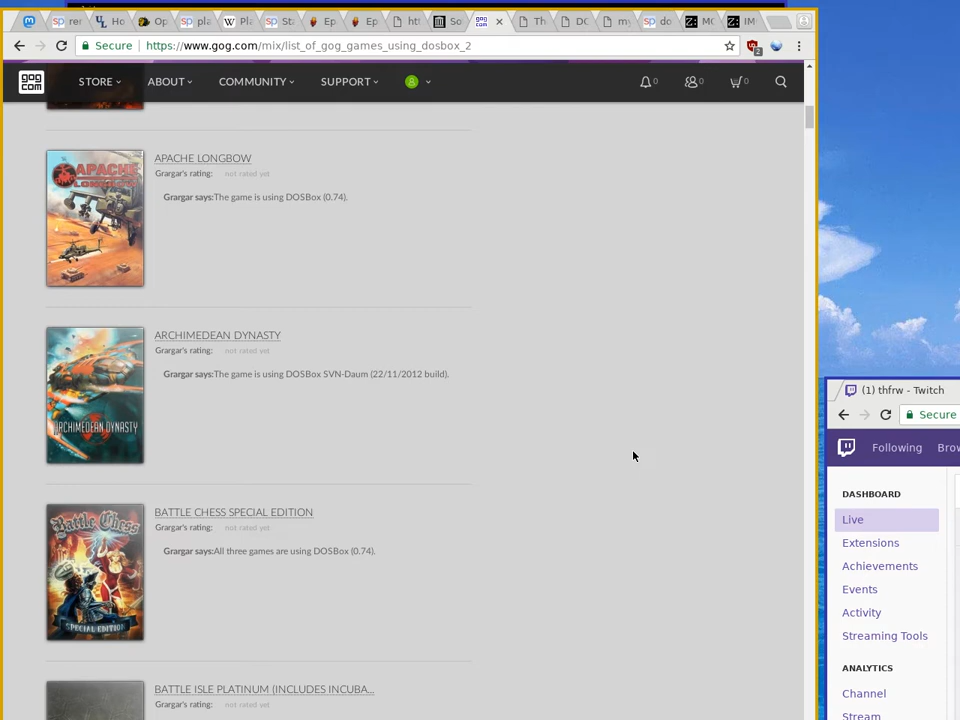 Secure https://www.gog.com/mix/list_of_gog_games_using_dosbox_2
gog
com
STORE ABOUT COMMUNITY SUPPORT 0 0 0
APACHE LONGBOW
Grargar's rating: not rated yet
Grargar says:The game is using DOSBox (0.74).
APACHE
LONGBOW
ARCHIMEDEAN DYNASTY
Grargar's rating: not rated yet
Grargar says:The game is using DOSBox SVN-Daum (22/11/2012 build).
ARCHIMEDEAN DYNASTY
BATTLE CHESS SPECIAL EDITION
Grargar's rating: not rated yet
Grargar says:All three games are using DOSBox (0.74).
Battle Chess
SPECIAL EDITION
BATTLE ISLE PLATINUM (INCLUDES INCUBA...
Grargar's rating: not rated yet
(1) thfrw - Twitch
Secure
Following Brow
DASHBOARD
Live
Extensions
Achievements
Events
Activity
Streaming Tools
ANALYTICS
Channel
Stream